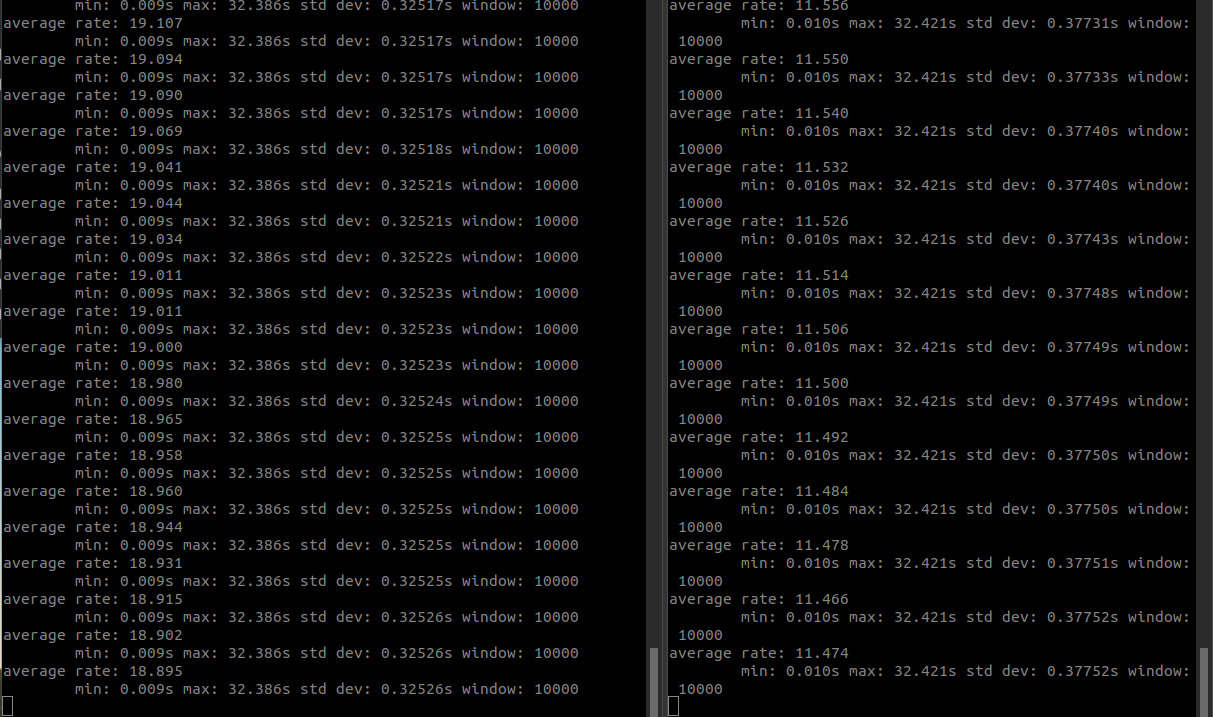 min: 0.009s max: 32.386s std dev: 0.32517s window: 10000
average rate: 19.107
min: 0.009s max: 32.386s std dev: 0.32517s window: 10000
average rate: 19.094
min: 0.009s max: 32.386s std dev: 0.32517s window: 10000
average rate: 19.090
min: 0.009s max: 32.386s std dev: 0.32517s window: 10000
average rate: 19.069
min: 0.009s max: 32.386s std dev: 0.32518s window: 10000
average rate: 19.041
min: 0.009s max: 32.386s std dev: 0.32521s window: 10000
average rate: 19.044
min: 0.009s max: 32.386s std dev: 0.32521s window: 10000
average rate: 19.034
min: 0.009s max: 32.386s std dev: 0.32522s window: 10000
average rate: 19.011
min: 0.009s max: 32.386s std dev: 0.32523s window: 10000
average rate: 19.011
min: 0.009s max: 32.386s std dev: 0.32523s window: 10000
average rate: 19.000
min: 0.009s max: 32.386s std dev: 0.32523s window: 10000
average rate: 18.980
min: 0.009s max: 32.386s std dev: 0.32524s window: 10000
average rate: 18.965
min: 0.009s max: 32.386s std dev: 0.32525s window: 10000
average rate: 18.958
min: 0.009s max: 32.386s std dev: 0.32525s window: 10000
average rate: 18.960
min: 0.009s max: 32.386s std dev: 0.32525s window: 10000
average rate: 18.944
min: 0.009s max: 32.386s std dev: 0.32525s window: 10000
average rate: 18.931
min: 0.009s max: 32.386s std dev: 0.32525s window: 10000
average rate: 18.915
min: 0.009s max: 32.386s std dev: 0.32526s window: 10000
average rate: 18.902
min: 0.009s max: 32.386s std dev: 0.32526s window: 10000
average rate: 18.895
min: 0.009s max: 32.386s std dev: 0.32526s window: 10000
average rate: 11.556
min: 0.010s max: 32.421s std dev: 0.37731s window:
10000
average rate: 11.550
min: 0.010s max: 32.421s std dev: 0.37733s window:
10000
average rate: 11.540
min: 0.010s max: 32.421s std dev: 0.37740s window:
10000
average rate: 11.532
min: 0.010s max: 32.421s std dev: 0.37740s window:
10000
average rate: 11.526
min: 0.010s max: 32.421s std dev: 0.37743s window:
10000
average rate: 11.514
min: 0.010s max: 32.421s std dev: 0.37748s window:
10000
average rate: 11.506
min: 0.010s max: 32.421s std dev: 0.37749s window:
10000
average rate: 11.500
min: 0.010s max: 32.421s std dev: 0.37749s window:
10000
average rate: 11.492
min: 0.010s max: 32.421s std dev: 0.37750s window:
10000
average rate: 11.484
min: 0.010s max: 32.421s std dev: 0.37750s window:
10000
average rate: 11.478
min: 0.010s max: 32.421s std dev: 0.37751s window:
10000
average rate: 11.466
min: 0.010s max: 32.421s std dev: 0.37752s window:
10000
average rate: 11.474
min: 0.010s max: 32.421s std dev: 0.37752s window:
10000